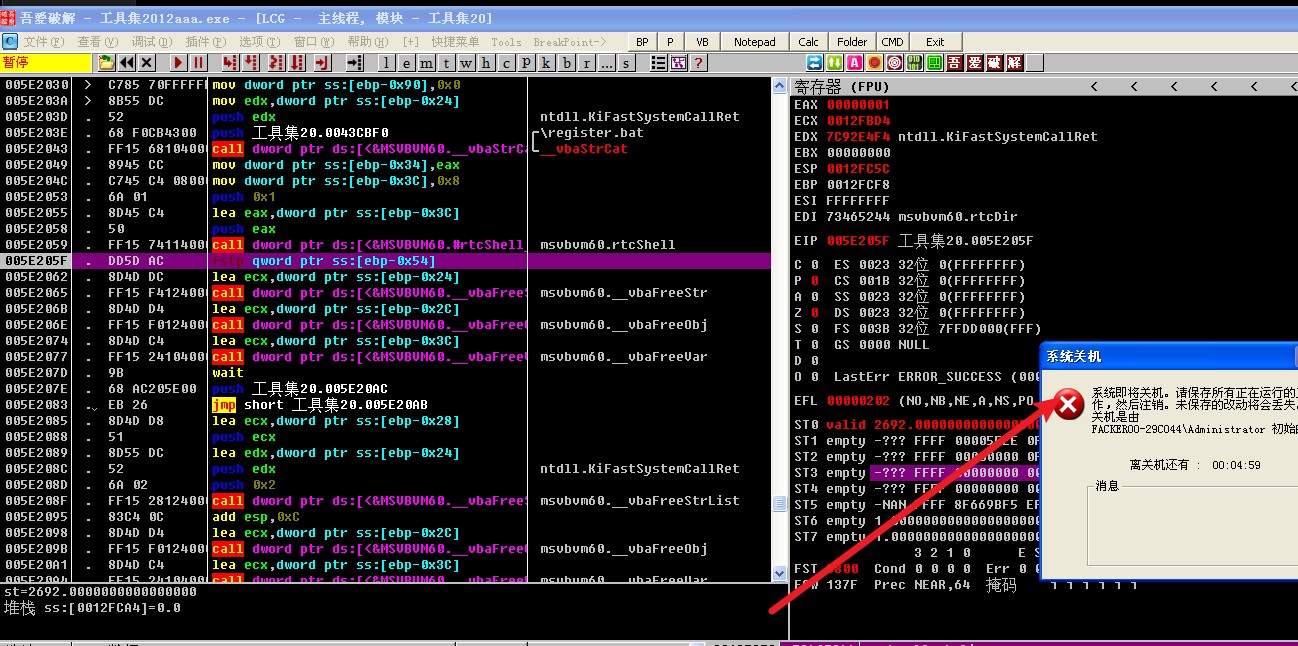 吾爱破解 - 工具集2012aaa.exe - [LCG - 主线程, 模块 - 工具集20]
文件(F) 查看(V) 调试(D) 插件(P) 选项(T) 窗口(W) 帮助(H) [+] 快捷菜单 Tools BreakPoint-> BP P VB Notepad Calc Folder CMD Exit
暂停 l e m t w h c p k b r ... s ? 吾 爱 破 解
005E2030 > C785 70FFFFF mov dword ptr ss:[ebp-0x90],0x0
005E203A > 8B55 DC mov edx,dword ptr ss:[ebp-0x24]
005E203D . 52 push edx ntdll.KiFastSystemCallRet
005E203E . 68 F0CB4300 push 工具集20.0043CBF0 \register.bat
005E2043 . FF15 6810400 call dword ptr ds:[<&MSVBVM60.__vbaStrCa __vbaStrCat
005E2049 . 8945 CC mov dword ptr ss:[ebp-0x34],eax
005E204C . C745 C4 0800 mov dword ptr ss:[ebp-0x3C],0x8
005E2053 . 6A 01 push 0x1
005E2055 . 8D45 C4 lea eax,dword ptr ss:[ebp-0x3C]
005E2058 . 50 push eax
005E2059 . FF15 7411400 call dword ptr ds:[<&MSVBVM60.#rtcShell_ msvbvm60.rtcShell
005E205F . DD5D AC fstp qword ptr ss:[ebp-0x54]
005E2062 . 8D4D DC lea ecx,dword ptr ss:[ebp-0x24]
005E2065 . FF15 F412400 call dword ptr ds:[<&MSVBVM60.__vbaFreeS msvbvm60.__vbaFreeStr
005E206B . 8D4D D4 lea ecx,dword ptr ss:[ebp-0x2C]
005E206E . FF15 F012400 call dword ptr ds:[<&MSVBVM60.__vbaFreeO msvbvm60.__vbaFreeObj
005E2074 . 8D4D C4 lea ecx,dword ptr ss:[ebp-0x3C]
005E2077 . FF15 2410400 call dword ptr ds:[<&MSVBVM60.__vbaFreeV msvbvm60.__vbaFreeVar
005E207D . 9B wait
005E207E . 68 AC205E00 push 工具集20.005E20AC
005E2083 . EB 26 jmp short 工具集20.005E20AB
005E2085 . 8D4D D8 lea ecx,dword ptr ss:[ebp-0x28]
005E2088 . 51 push ecx
005E2089 . 8D55 DC lea edx,dword ptr ss:[ebp-0x24]
005E208C . 52 push edx ntdll.KiFastSystemCallRet
005E208D . 6A 02 push 0x2
005E208F . FF15 2812400 call dword ptr ds:[<&MSVBVM60.__vbaFreeS msvbvm60.__vbaFreeStrList
005E2095 . 83C4 0C add esp,0xC
005E2098 . 8D4D D4 lea ecx,dword ptr ss:[ebp-0x2C]
005E209B . FF15 F012400 call dword ptr ds:[<&MSVBVM60.__vbaFreeO msvbvm60.__vbaFreeObj
005E20A1 . 8D4D C4 lea ecx,dword ptr ss:[ebp-0x3C]
005E20A4 . FF15 2410400 call dword ptr ds:[<&MSVBVM60.__vbaFreeV msvbvm60.__vbaFreeVar
st=2692.0000000000000000
堆栈 ss:[0012FCA4]=0.0
寄存器 (FPU) < < < < < <
EAX 00000001
ECX 0012FBD4
EDX 7C92E4F4 ntdll.KiFastSystemCallRet
EBX 00000000
ESP 0012FC5C
EBP 0012FCF8
ESI FFFFFFFF
EDI 73465244 msvbvm60.rtcDir
EIP 005E205F 工具集20.005E205F
C 0 ES 0023 32位 0(FFFFFFFF)
P 0 CS 001B 32位 0(FFFFFFFF)
A 0 SS 0023 32位 0(FFFFFFFF)
Z 0 DS 0023 32位 0(FFFFFFFF)
S 0 FS 003B 32位 7FFDD000(FFF)
T 0 GS 0000 NULL
D 0
O 0 LastErr ERROR_SUCCESS (000
EFL 00000202 (NO,NB,NE,A,NS,PO,
ST0 valid 2692.0000000000000
ST1 empty -??? FFFF
ST2 empty -??? FFFF
ST3 empty -??? FFFF 00000000 00
ST4 empty -??? FFFF 00000000 00
ST5 empty -NAN FFFF 8F669BF5 EF
ST6 empty 1.0000000000000000
ST7 empty 1.0000000000000000
3 2 1 0 E S
FST 3800 Cond 0 0 0 0 Err 0 0
FCW 137F Prec NEAR,64 掩码 1 1 1 1 1 1
系统关机
系统即将关机。请保存所有正在运行的
作，然后注销。未保存的改动将会丢失
关机是由
FACKEROO-29C044\Administrator 初始
离关机还有 : 00:04:59
消息